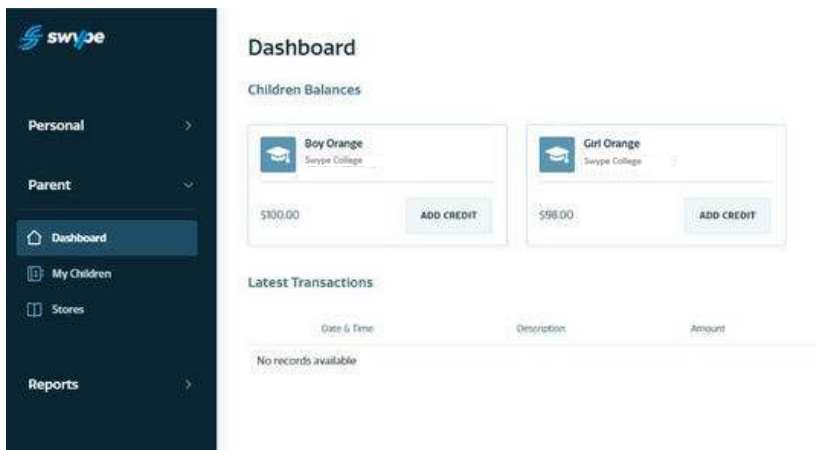 swype
Personal
Parent
Dashboard
My Children
Stores
Reports
Dashboard
Children Balances
Boy Orange
Swype College
$100.00
ADD CREDIT
Girl Orange
Swype College
$98.00
ADD CREDIT
Latest Transactions
Date & Time Description Amount
No records available